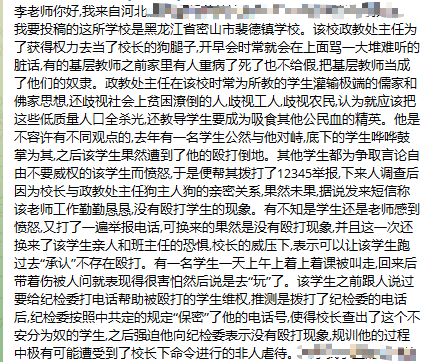 李老师你好，我来自河北
我要投稿的这所学校是黑龙江省密山市裴德镇学校。该校政教处主任为
了获得权力去当了校长的狗腿子，开早会时常就会在上面骂一大堆难听的
脏话，有的基层教师之前家里有人重病了死了也不给假，把基层教师当成
了他们的奴隶。政教处主任在该校时常为所教的学生灌输极端的儒家和
佛家思想，还歧视社会上贫困潦倒的人，歧视工人，歧视农民，认为就应该把
这些低质量人口全杀光，还教导学生要成为吸食其他公民血的精英。他是
不容许有不同观点的，去年有一名学生公然与他对峙，底下的学生哗哗鼓
掌为其，之后该学生果然遭到了他的殴打倒地。其他学生都为争取言论自
由不要威权的该学生而愤怒，于是便帮其拨打了12345举报，下来人调查后
因为校长与政教处主任狗主人狗的亲密关系，果然未果，据说发来短信称
该老师工作勤勤恳恳，没有殴打学生的现象。有不知是学生还是老师感到
愤怒，又打了一遍举报电话，可换来的果然是没有殴打现象，并且这一次还
换来了该学生亲人和班主任的恐惧，校长的威压下，表示可以让该学生跑
过去“承认”不存在殴打。有一名学生一天上午上着上着课被叫走，回来后
带着伤被人问就表现得很害怕然后说是去“玩”了。该学生之前跟人说过
要给纪检委打电话帮助被殴打的学生维权，推测是拨打了纪检委的电话
后，纪检委按照中共定的规定“保密”了他的电话号，使得校长查出了这个不
安分为奴的学生，之后强迫他向纪检委表示没有殴打现象，规训他的过程
中极有可能遭受到了校长下命令进行的非人虐待。